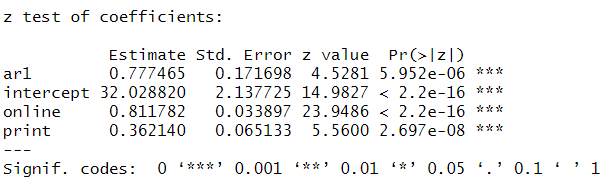 z test of coefficients:
Estimate Std. Error z value Pr(>|z|)
ar1 0.777465 0.171698 4.5281 5.952e-06 ***
intercept 32.028820 2.137725 14.9827 < 2.2e-16 ***
online 0.811782 0.033897 23.9486 < 2.2e-16 ***
print 0.362140 0.065133 5.5600 2.697e-08 ***
---
Signif. codes: 0 ‘***’ 0.001 ‘**’ 0.01 ‘*’ 0.05 ‘.’ 0.1 ‘ ’ 1